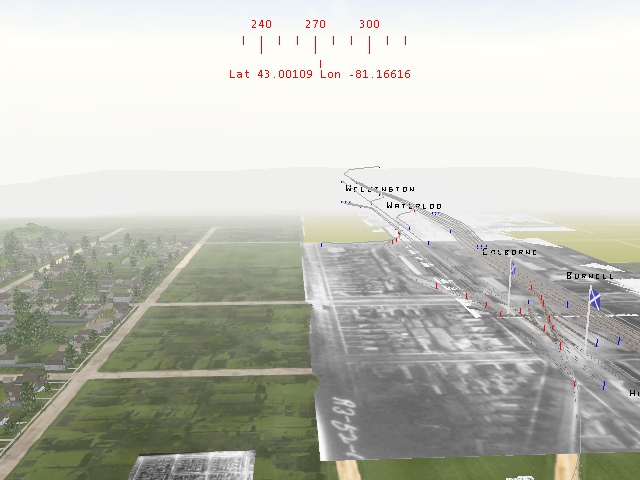 240 270 300
Lat 43.00109 Lon -81.16616
WELLINGTON
WATERLOO
COLBORNE
BURWELL